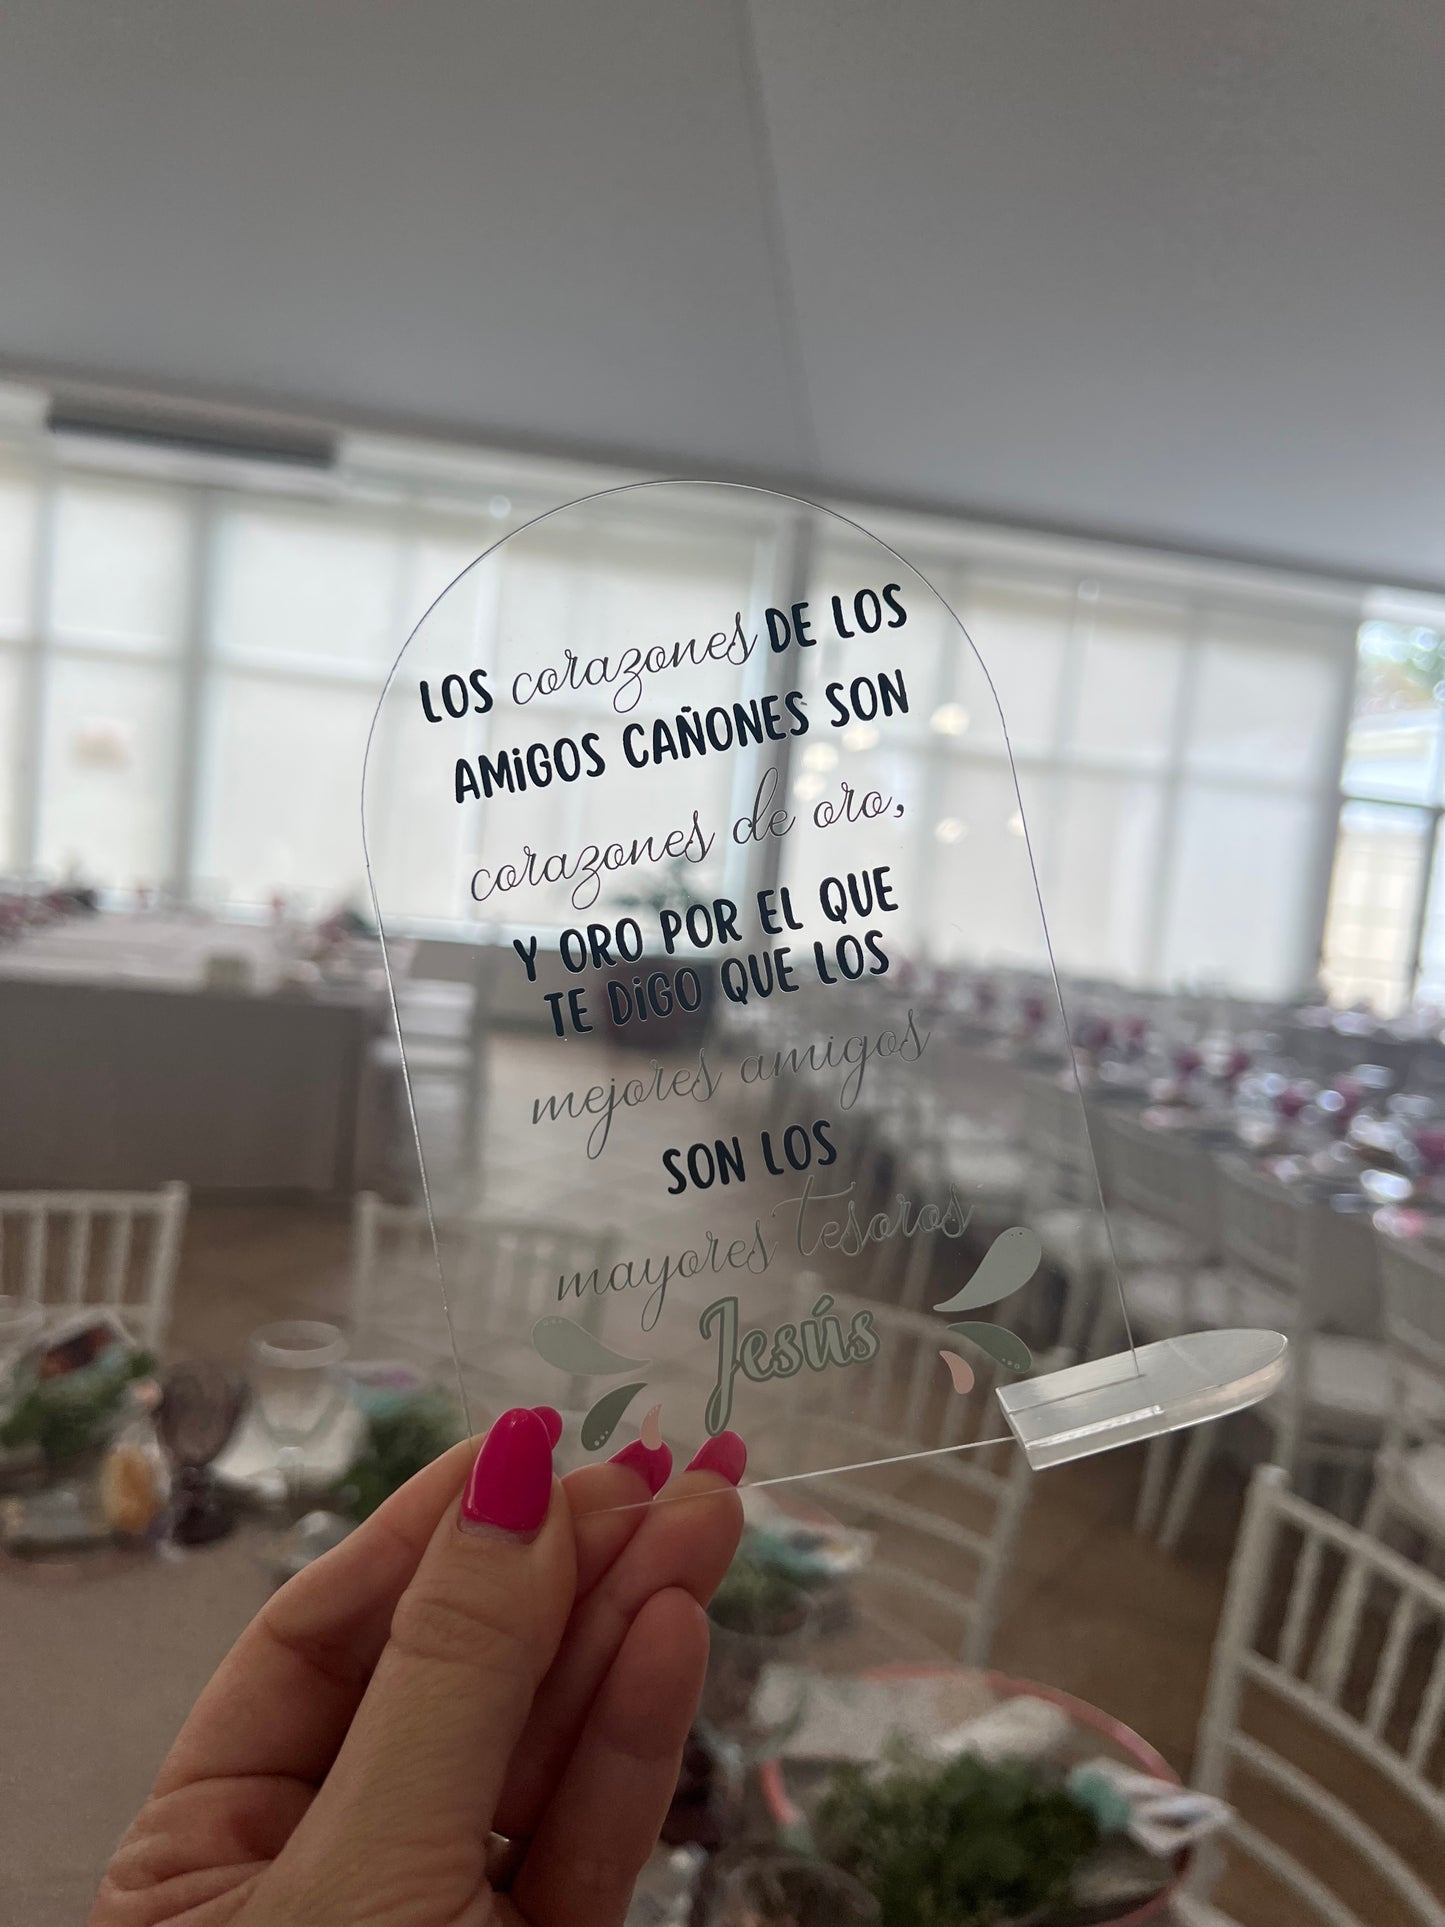 LOS corazones DE LOS
AMiGOS CAÑONES SON
corazones de oro,
Y ORO POR EL QUE
TE DiGO QUE LOS
mejores amigos
SON LOS
mayores tesoros
Jesús